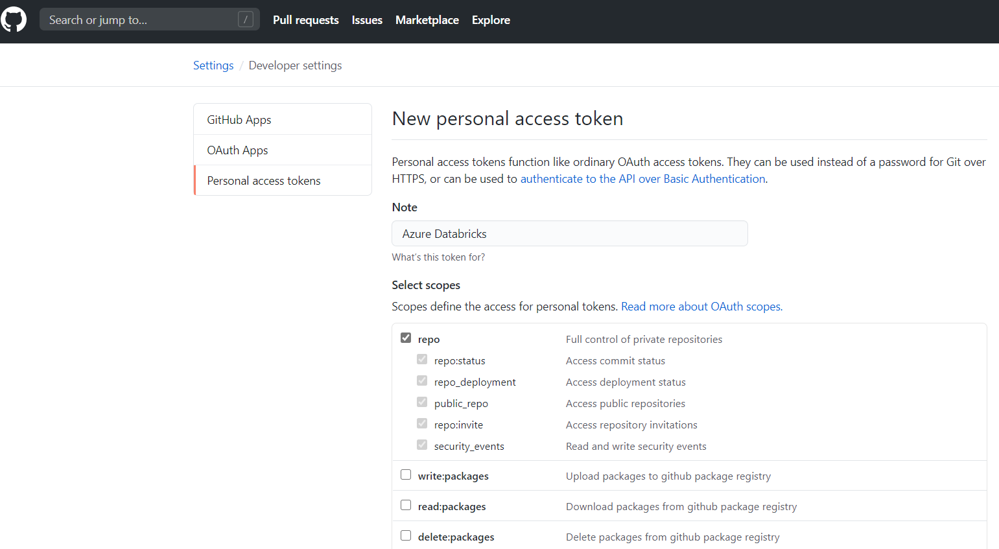 Search or jump to... /
Pull requests Issues Marketplace Explore
Settings / Developer settings
GitHub Apps
OAuth Apps
Personal access tokens
New personal access token
Personal access tokens function like ordinary OAuth access tokens. They can be used instead of a password for Git over
HTTPS, or can be used to authenticate to the API over Basic Authentication.
Note
Azure Databricks
What's this token for?
Select scopes
Scopes define the access for personal tokens. Read more about OAuth scopes.
repo Full control of private repositories
repo:status Access commit status
repo_deployment Access deployment status
public_repo Access public repositories
repo:invite Access repository invitations
security_events Read and write security events
write:packages Upload packages to github package registry
read:packages Download packages from github package registry
delete:packages Delete packages from github package registry